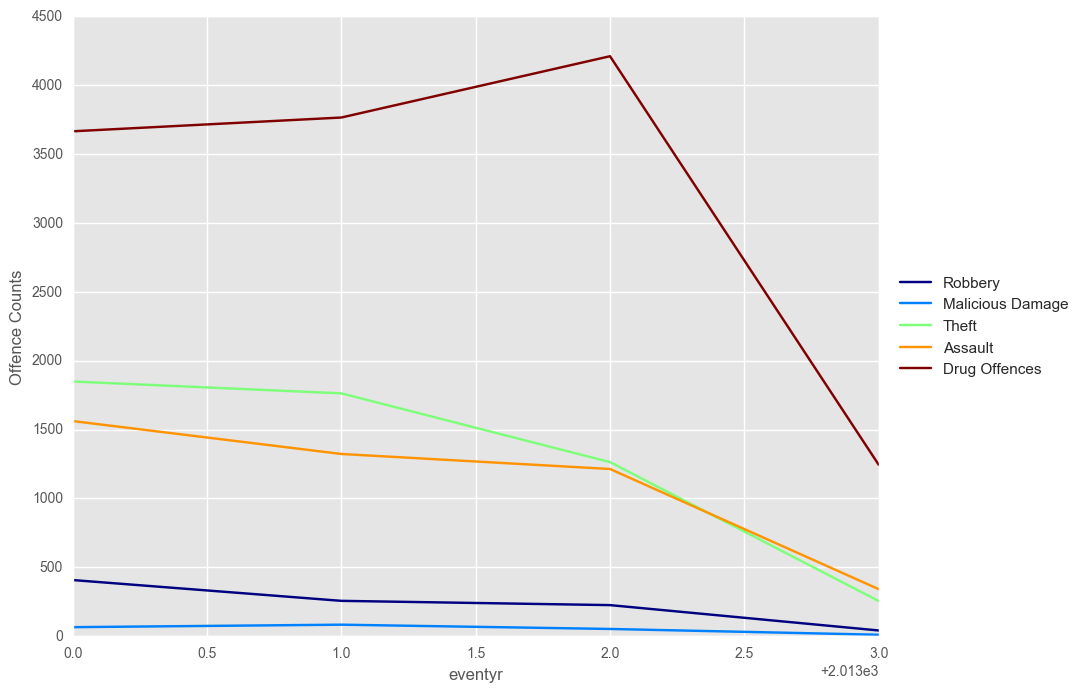 4500
4000
3500
3000
2500
2000
1500
1000
500
0
Offence Counts
0.0 0.5 1.0 1.5 2.0 2.5 3.0
+2.013e3
eventyr
Robbery
Malicious Damage
Theft
Assault
Drug Offences